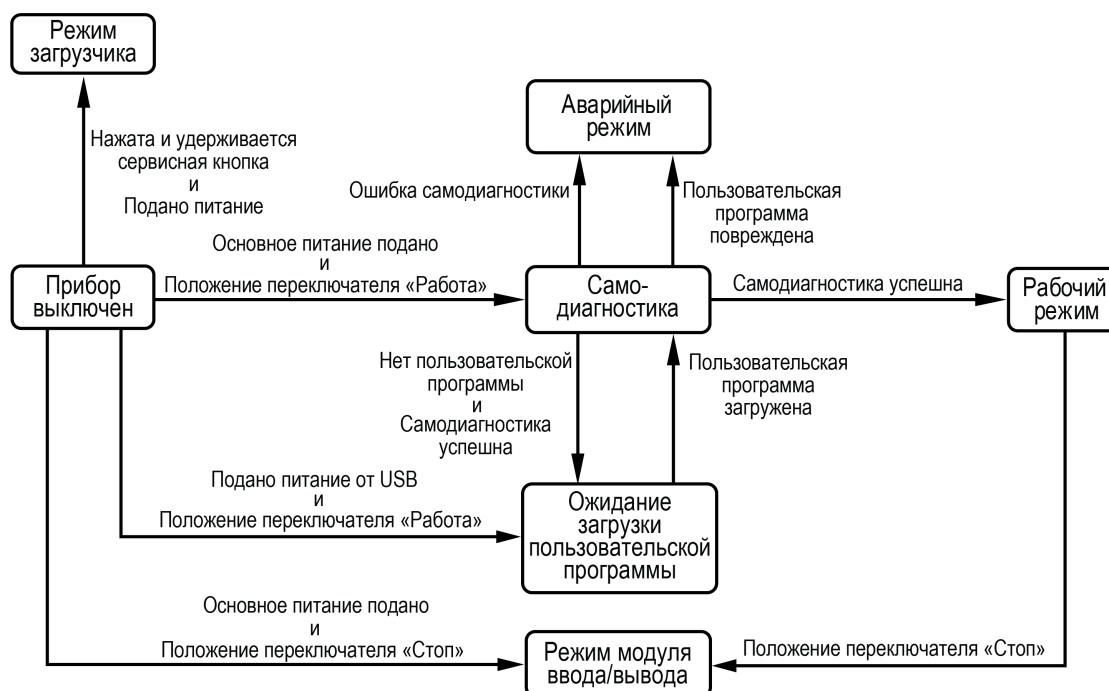 Режим
загрузчика
Аварийный
режим
Нажата и удерживается
сервисная кнопка
и
Подано питание
Ошибка самодиагностики
Пользовательская
программа
повреждена
Основное питание подано
и
Положение переключателя «Работа»
Прибор
выключен
Само-
диагностика
Самодиагностика успешна
Рабочий
режим
Нет пользовательской
программы
и
Самодиагностика
успешна
Пользовательская
программа
загружена
Подано питание от USB
и
Положение переключателя «Работа»
Ожидание
загрузки
пользовательской
программы
Основное питание подано
и
Положение переключателя «Стоп»
Режим модуля
ввода/вывода
Положение переключателя «Стоп»